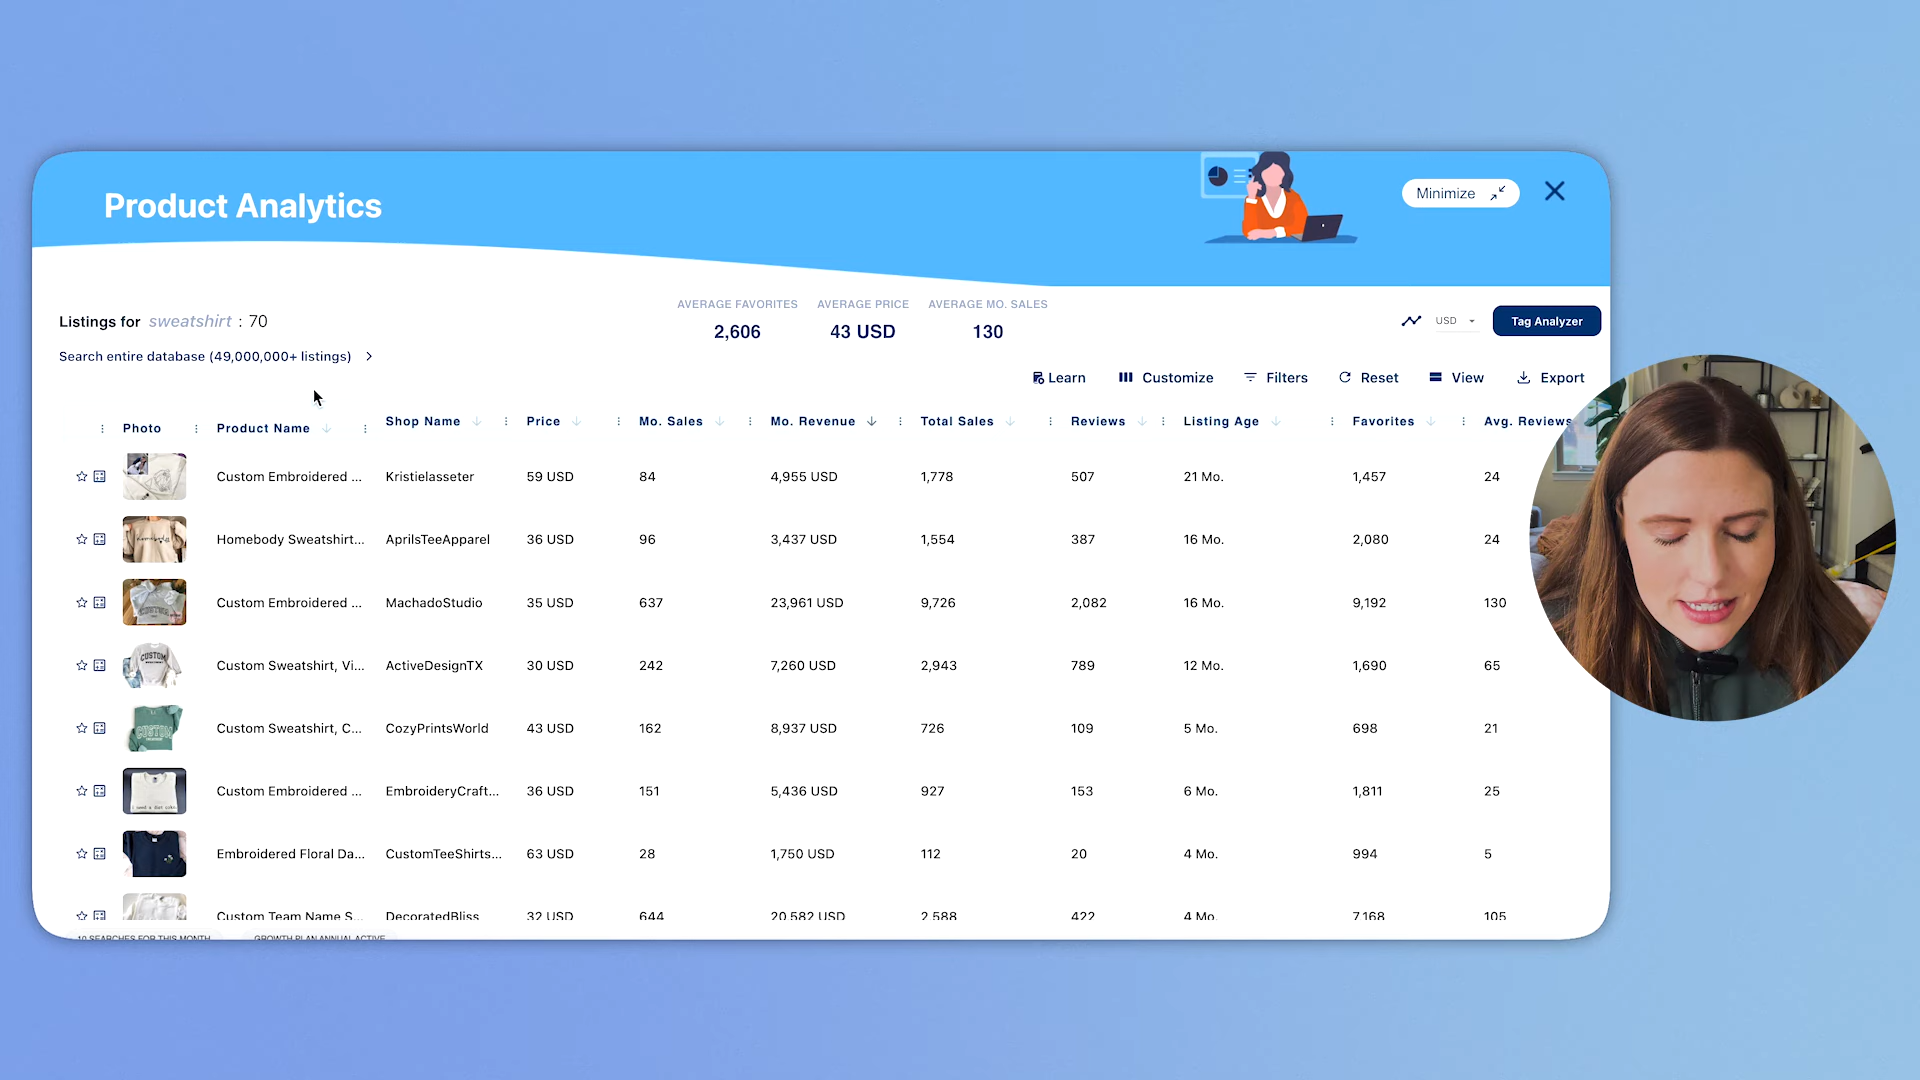 Product Analytics
Minimize
Listings for sweatshirt : 70
Search entire database (49,000,000+ listings)
AVERAGE FAVORITES AVERAGE PRICE AVERAGE MO. SALES
2,606 43 USD 130
USD
Tag Analyzer
Learn Customize Filters Reset View Export
Photo Product Name Shop Name Price Mo. Sales Mo. Revenue Total Sales Reviews Listing Age Favorites Avg. Reviews
Custom Embroidered ... Kristielasseter 59 USD 84 4,955 USD 1,778 507 21 Mo. 1,457 24
Homebody Sweatshirt... AprilsTeeApparel 36 USD 96 3,437 USD 1,554 387 16 Mo. 2,080 24
Custom Embroidered ... MachadoStudio 35 USD 637 23,961 USD 9,726 2,082 16 Mo. 9,192 130
Custom Sweatshirt, Vi... ActiveDesignTX 30 USD 242 7,260 USD 2,943 789 12 Mo. 1,690 65
Custom Sweatshirt, C... CozyPrintsWorld 43 USD 162 8,937 USD 726 109 5 Mo. 698 21
Custom Embroidered ... EmbroideryCraft... 36 USD 151 5,436 USD 927 153 6 Mo. 1,811 25
Embroidered Floral Da... CustomTeeShirts... 63 USD 28 1,750 USD 112 20 4 Mo. 994 5
Custom Team Name S... DecoratedBliss 32 USD 644 20,582 USD 2,588 422 4 Mo. 7,168 105
10 SEARCHES FOR THIS MONTH GROWTH PLAN ANNUAL ACTIVE